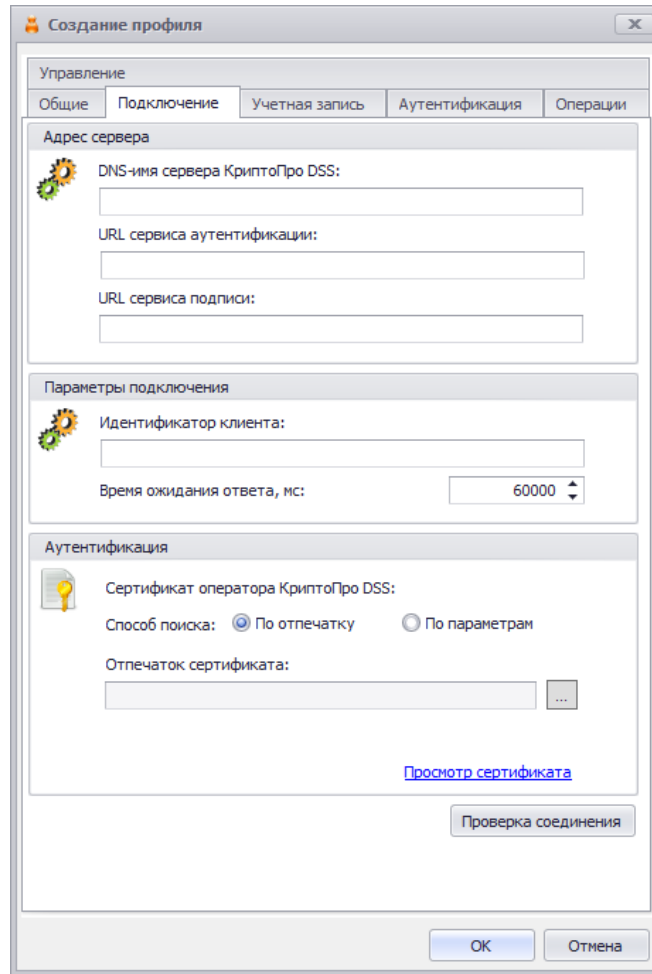 Создание профиля
Управление
Общие Подключение Учетная запись Аутентификация Операции
Адрес сервера
DNS-имя сервера КриптоПро DSS:
URL сервиса аутентификации:
URL сервиса подписи:
Параметры подключения
Идентификатор клиента:
Время ожидания ответа, мс: 60000
Аутентификация
Сертификат оператора КриптоПро DSS:
Способ поиска: По отпечатку По параметрам
Отпечаток сертификата:
...
Просмотр сертификата
Проверка соединения
OK Отмена